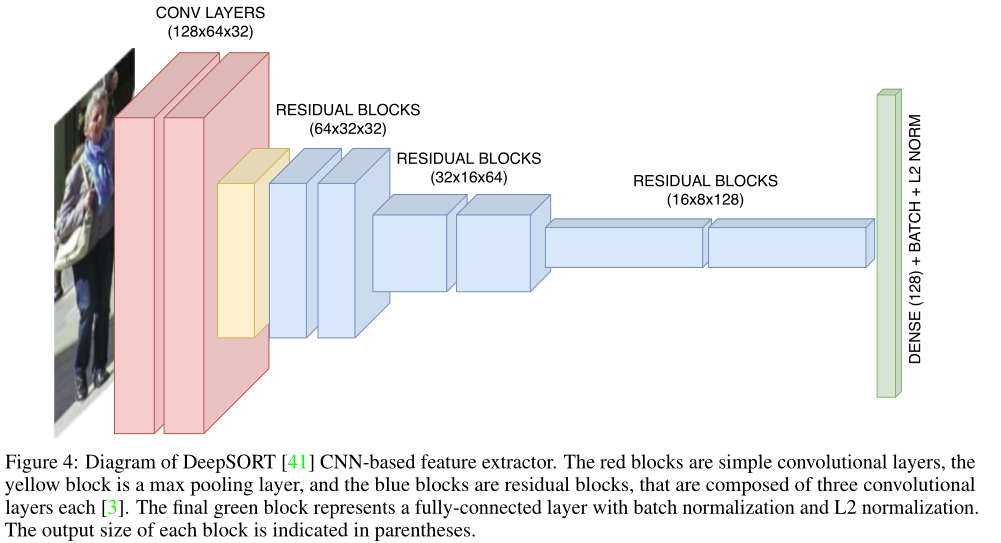 CONV LAYERS
(128x64x32)
RESIDUAL BLOCKS
(64x32x32)
RESIDUAL BLOCKS
(32x16x64)
RESIDUAL BLOCKS
(16x8x128)
DENSE (128) + BATCH + L2 NORM
Figure 4: Diagram of DeepSORT [41] CNN-based feature extractor. The red blocks are simple convolutional layers, the
yellow block is a max pooling layer, and the blue blocks are residual blocks, that are composed of three convolutional
layers each [3]. The final green block represents a fully-connected layer with batch normalization and L2 normalization.
The output size of each block is indicated in parentheses.